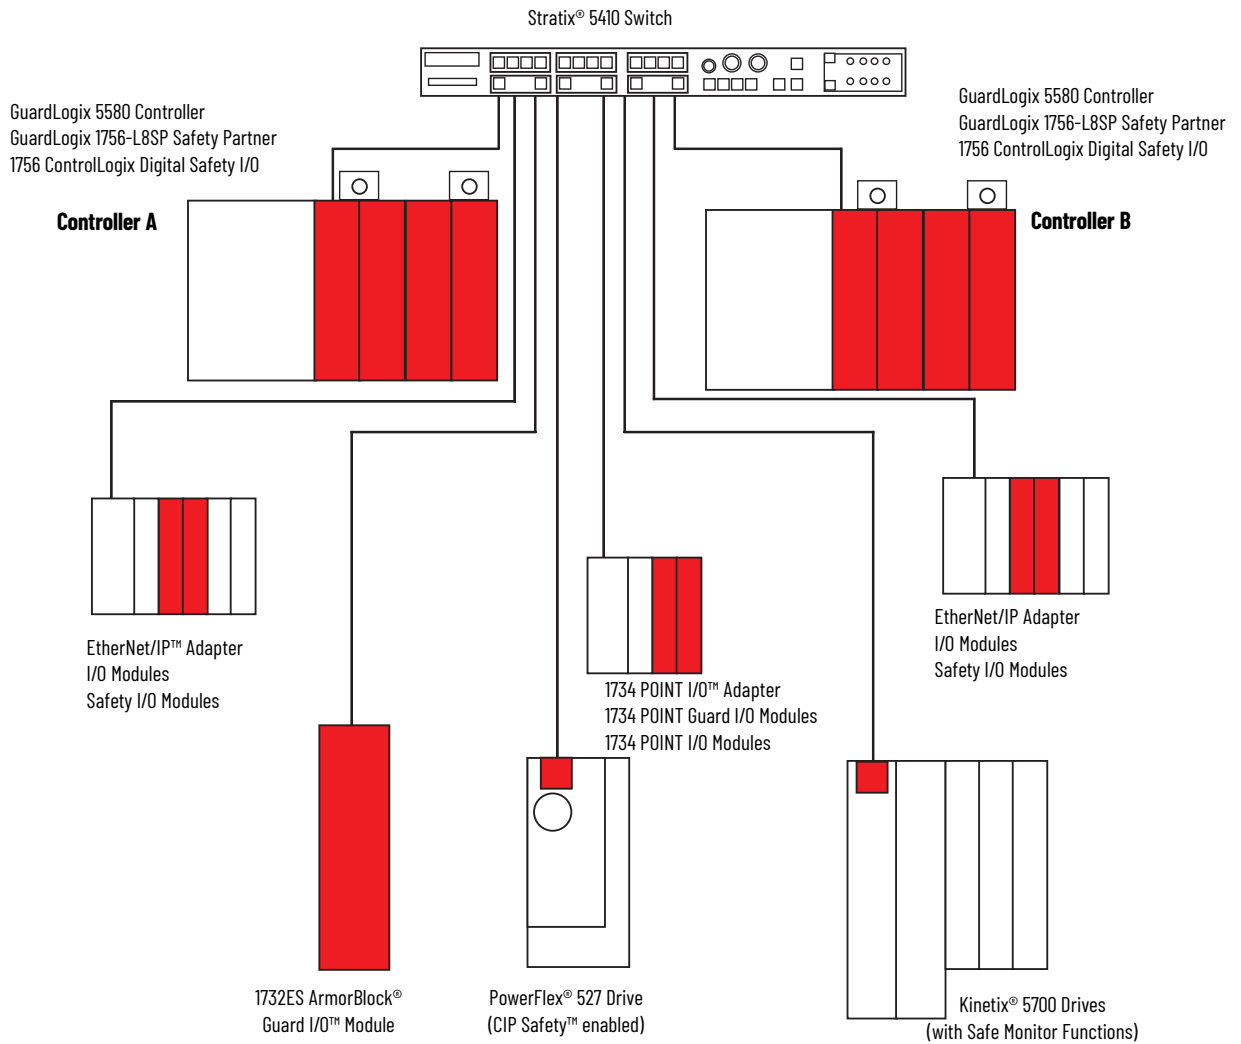 Stratix® 5410 Switch
GuardLogix 5580 Controller
GuardLogix 1756-L8SP Safety Partner
1756 ControlLogix Digital Safety I/O
Controller A
GuardLogix 5580 Controller
GuardLogix 1756-L8SP Safety Partner
1756 ControlLogix Digital Safety I/O
Controller B
EtherNet/IP™ Adapter
I/O Modules
Safety I/O Modules
1734 POINT I/O™ Adapter
1734 POINT Guard I/O Modules
1734 POINT I/O Modules
EtherNet/IP Adapter
I/O Modules
Safety I/O Modules
1732ES ArmorBlock®
Guard I/O™ Module
PowerFlex® 527 Drive
(CIP Safety™ enabled)
Kinetix® 5700 Drives
(with Safe Monitor Functions)